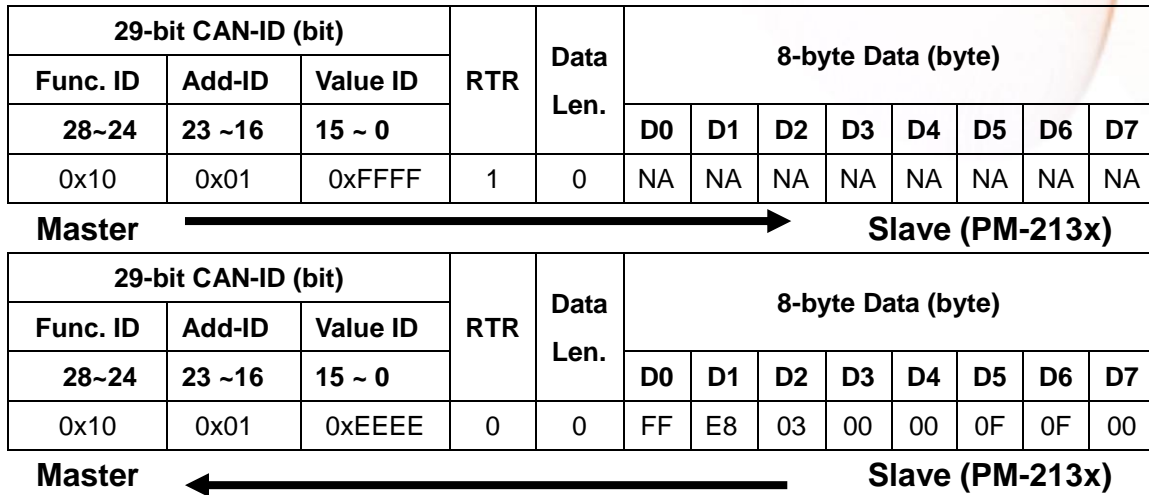 29-bit CAN-ID (bit) RTR Data Len. 8-byte Data (byte)
Func. ID Add-ID Value ID
28~24 23 ~16 15 ~ 0 D0 D1 D2 D3 D4 D5 D6 D7
0x10 0x01 0xFFFF 1 0 NA NA NA NA NA NA NA NA
Master Slave (PM-213x)
29-bit CAN-ID (bit) RTR Data Len. 8-byte Data (byte)
Func. ID Add-ID Value ID
28~24 23 ~16 15 ~ 0 D0 D1 D2 D3 D4 D5 D6 D7
0x10 0x01 0xEEEE 0 0 FF E8 03 00 00 0F 0F 00
Master Slave (PM-213x)